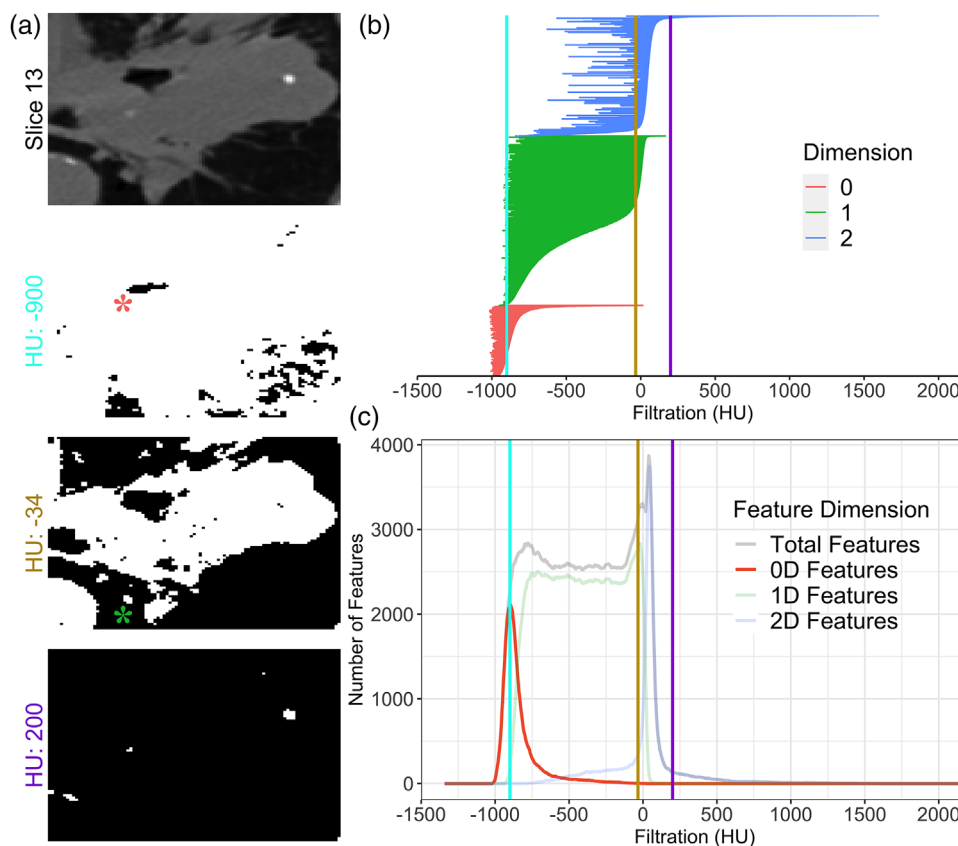 (a)
Slice 13
HU: -900
*
HU: -34
*
HU: 200
(b)
Dimension
0
1
2
-1500 -1000 -500 0 500 1000 1500 2000
Filtration (HU)
(c)
Number of Features
4000
3000
2000
1000
0
Feature Dimension
Total Features
0D Features
1D Features
2D Features
-1500 -1000 -500 0 500 1000 1500 2000
Filtration (HU)